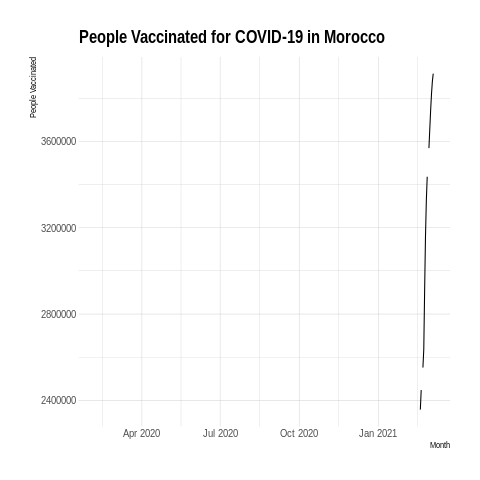 People Vaccinated for COVID-19 in Morocco
People Vaccinated
3600000
3200000
2800000
2400000
Apr 2020 Jul 2020 Oct 2020 Jan 2021
Month